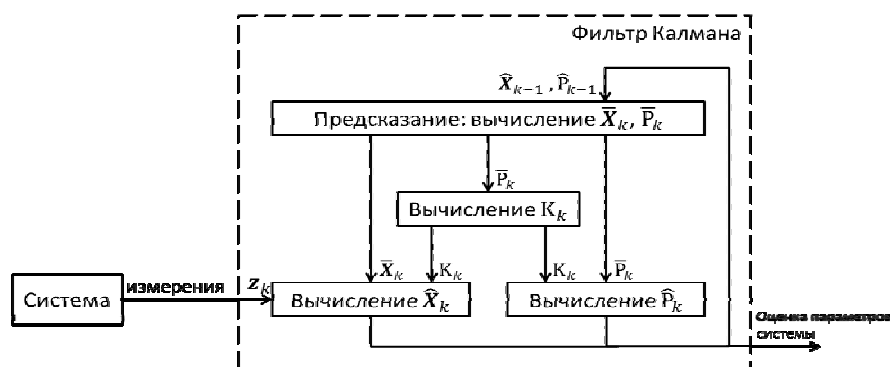 Фильтр Калмана
X̂ₖ₋₁ , P̂ₖ₋₁
Предсказание: вычисление X̅ₖ, P̅ₖ
P̅ₖ
Вычисление Kₖ
X̅ₖ Kₖ Kₖ P̅ₖ
измерения zₖ
Система
Вычисление X̂ₖ
Вычисление P̂ₖ
Оценка параметров
системы